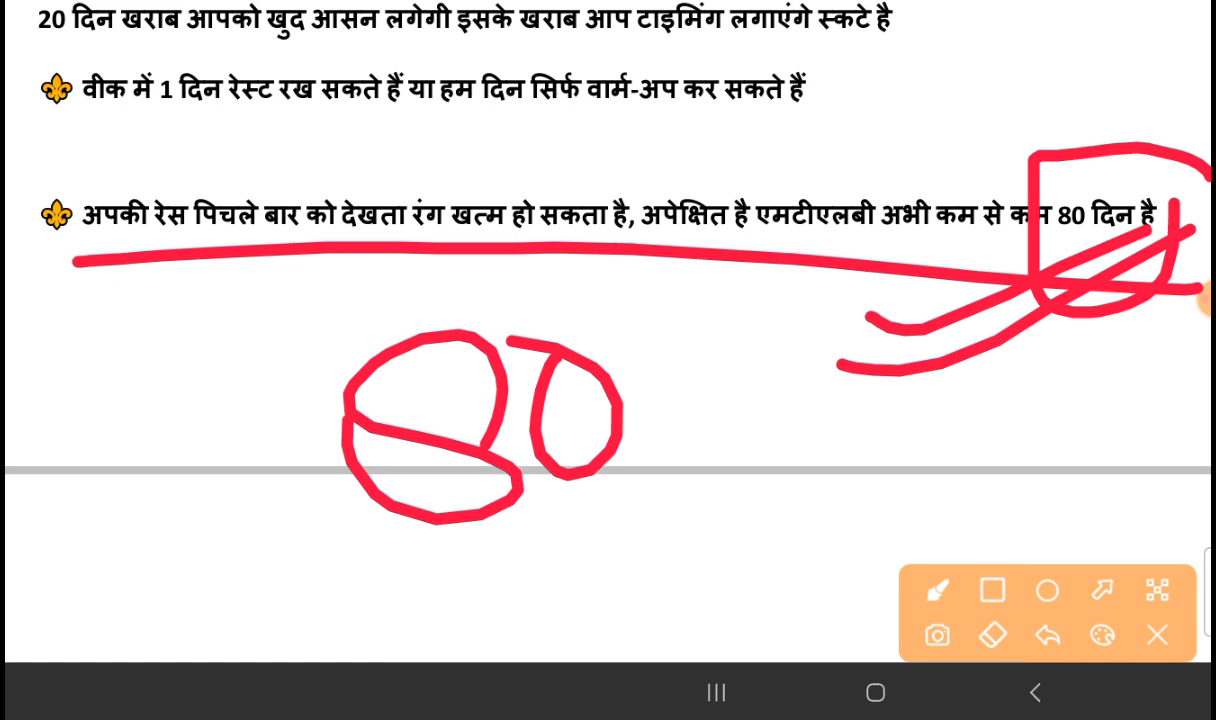 20 दिन खराब आपको खुद आसन लगेगी इसके खराब आप टाइमिंग लगाएंगे स्कटे है
वीक में 1 दिन रेस्ट रख सकते हैं या हम दिन सिर्फ वार्म-अप कर सकते हैं
अपकी रेस पिचले बार को देखता रंग खत्म हो सकता है, अपेक्षित है एमटीएलबी अभी कम से कम 80 दिन है
80